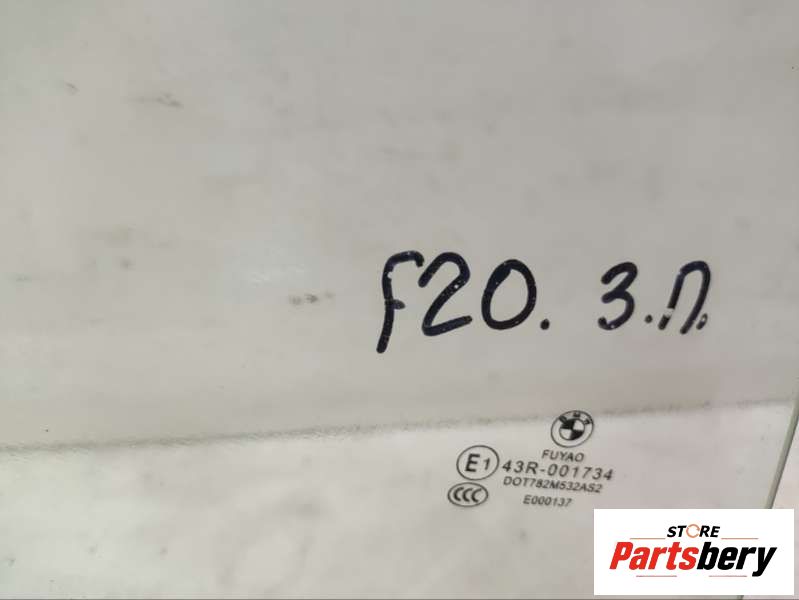 F20. З.П.
BMW
FUYAO
E1 43R-001734
DOT782M532AS2
CCC
E000137
STORE
Partsbery